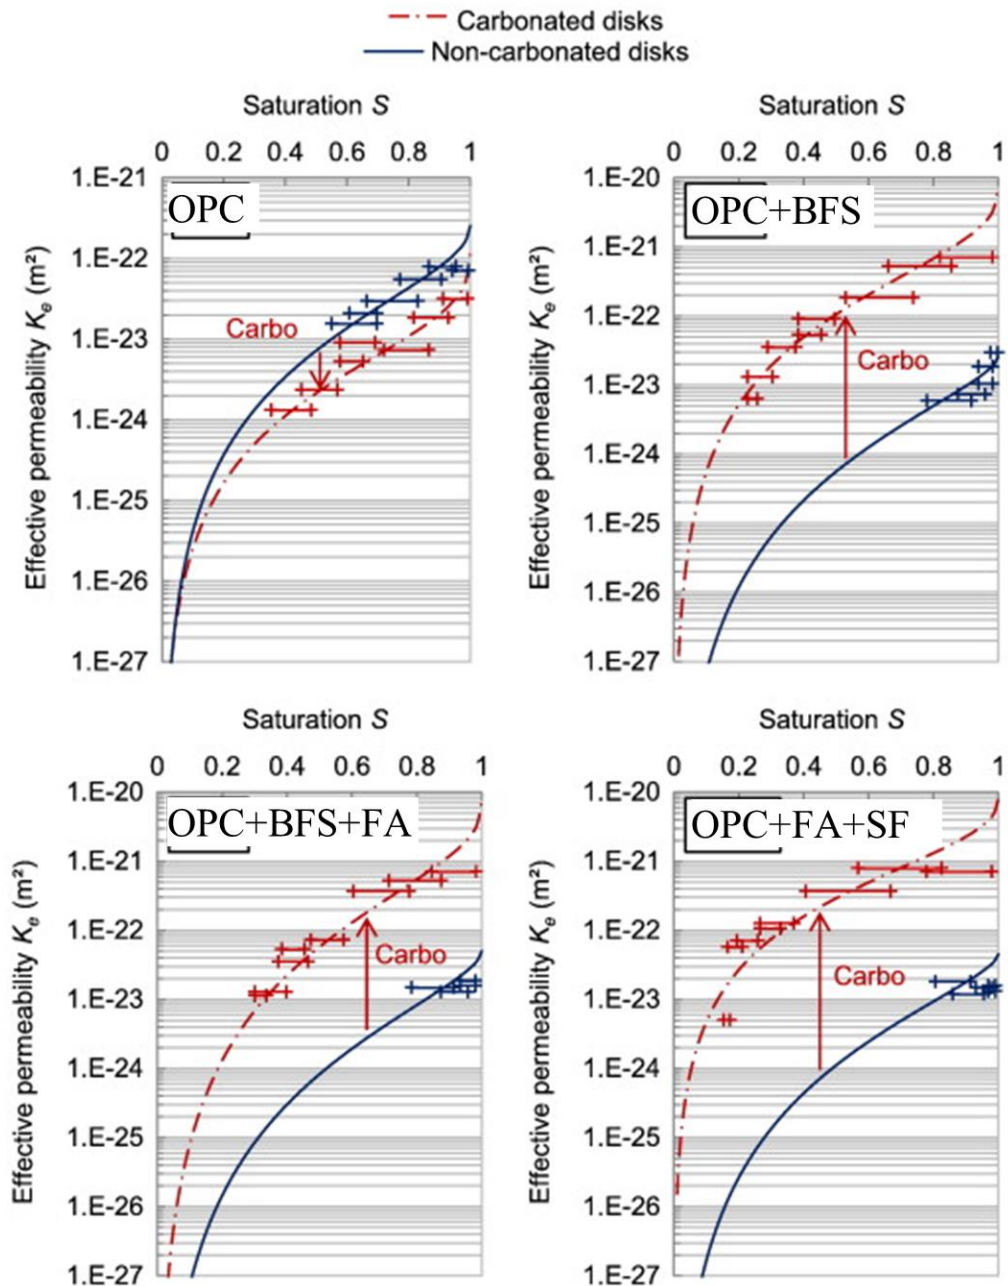 Carbonated disks
Non-carbonated disks
Saturation S
0 0.2 0.4 0.6 0.8 1
1.E-21
1.E-22
1.E-23
1.E-24
1.E-25
1.E-26
1.E-27
Effective permeability Ke (m²)
OPC
Carbo
Saturation S
0 0.2 0.4 0.6 0.8 1
1.E-20
1.E-21
1.E-22
1.E-23
1.E-24
1.E-25
1.E-26
1.E-27
Effective permeability Ke (m²)
OPC+BFS
Carbo
Saturation S
0 0.2 0.4 0.6 0.8 1
1.E-20
1.E-21
1.E-22
1.E-23
1.E-24
1.E-25
1.E-26
1.E-27
Effective permeability Ke (m²)
OPC+BFS+FA
Carbo
Saturation S
0 0.2 0.4 0.6 0.8 1
1.E-20
1.E-21
1.E-22
1.E-23
1.E-24
1.E-25
1.E-26
1.E-27
Effective permeability Ke (m²)
OPC+FA+SF
Carbo